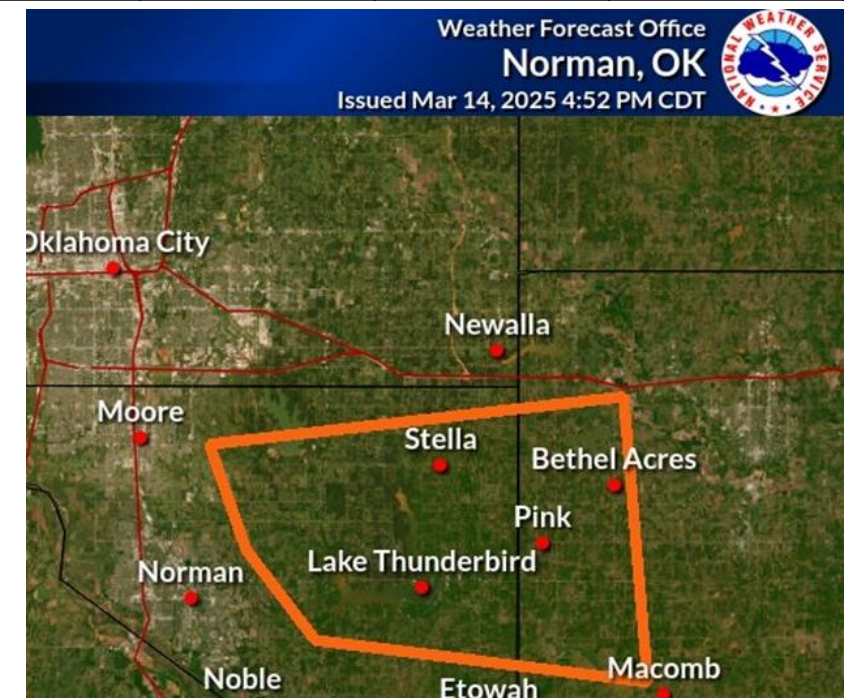 Weather Forecast Office
Norman, OK
Issued Mar 14, 2025 4:52 PM CDT
NATIONAL WEATHER SERVICE
Oklahoma City
Newalla
Moore
Stella
Bethel Acres
Pink
Lake Thunderbird
Norman
Macomb
Noble
Etowah